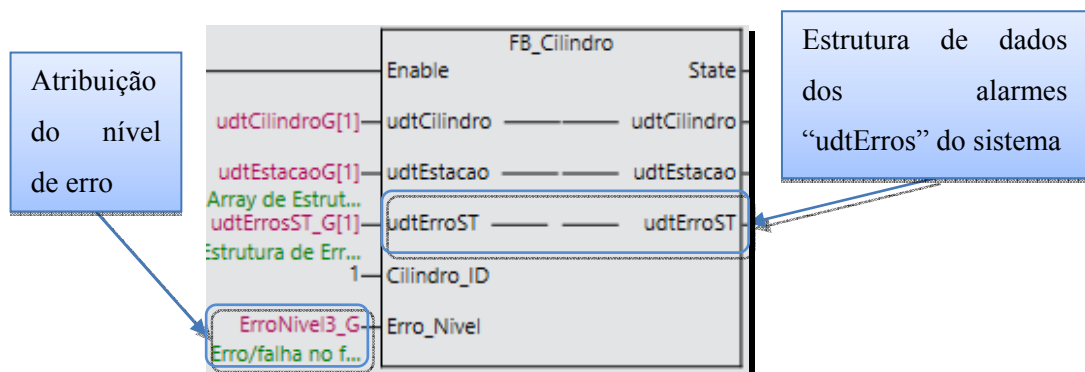 Atribuição
do nível
de erro
FB_Cilindro
Enable State
udtCilindroG[1] udtCilindro udtCilindro
udtEstacaoG[1] udtEstacao udtEstacao
Array de Estrut...
udtErrosST_G[1] udtErroST udtErroST
Estrutura de Err...
1 Cilindro_ID
ErroNivel3_G Erro_Nivel
Erro/falha no f...
Estrutura de dados
dos alarmes
“udtErros” do sistema